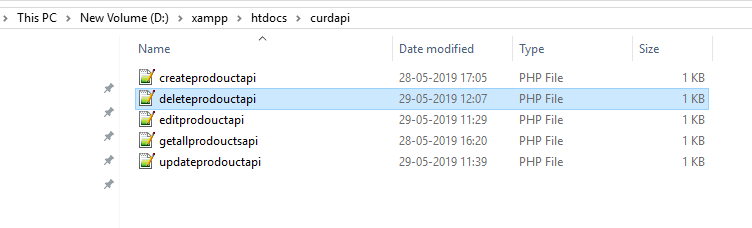 This PC > New Volume (D:) > xampp > htdocs > curdapi
Name Date modified Type Size
createprodouctapi 28-05-2019 17:05 PHP File 1 KB
deleteprodouctapi 29-05-2019 12:07 PHP File 1 KB
editprodouctapi 29-05-2019 11:29 PHP File 1 KB
getallprodouctsapi 28-05-2019 16:20 PHP File 1 KB
updateprodouctapi 29-05-2019 11:39 PHP File 1 KB